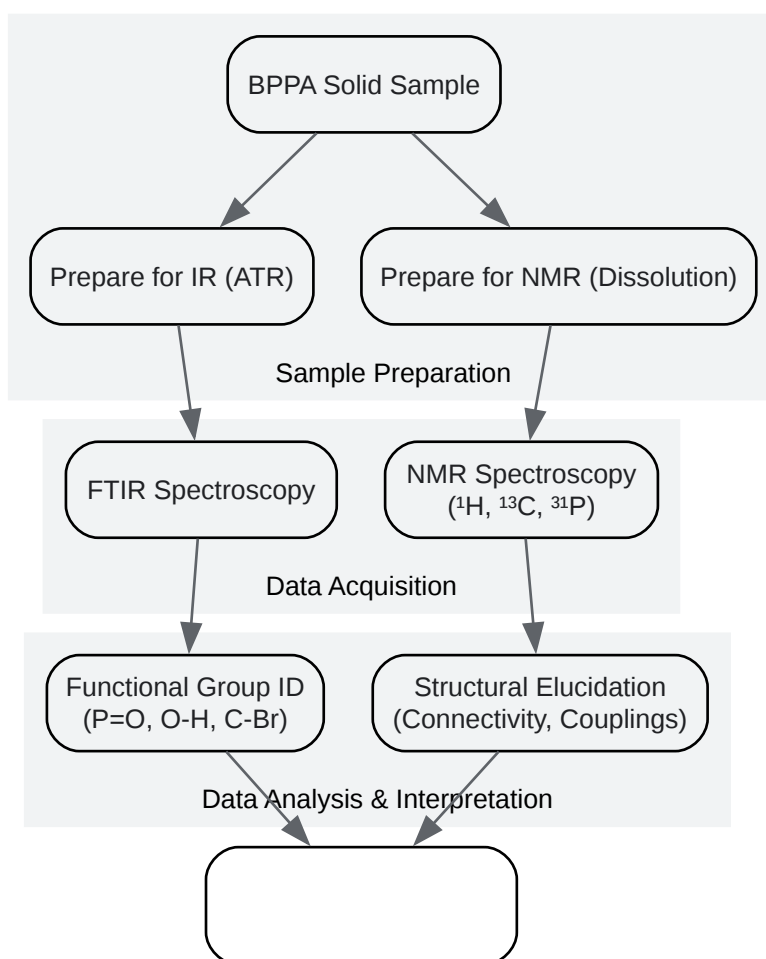 BPPA Solid Sample
Prepare for IR (ATR)
Prepare for NMR (Dissolution)
Sample Preparation
FTIR Spectroscopy
NMR Spectroscopy
(¹H, ¹³C, ³¹P)
Data Acquisition
Functional Group ID
(P=O, O-H, C-Br)
Structural Elucidation
(Connectivity, Couplings)
Data Analysis & Interpretation